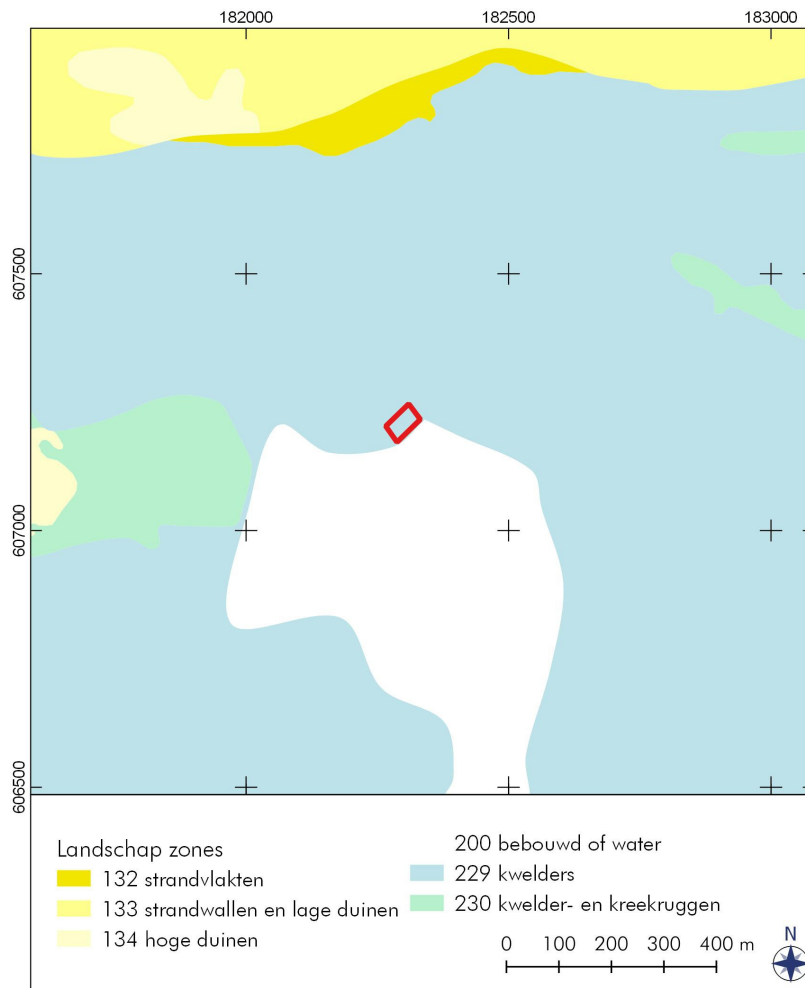 182000 182500 183000
607500
607000
606500
Landschap zones
132 strandvlakten
133 strandwallen en lage duinen
134 hoge duinen
200 bebouwd of water
229 kwelders
230 kwelder- en kreekruggen
0 100 200 300 400 m
N